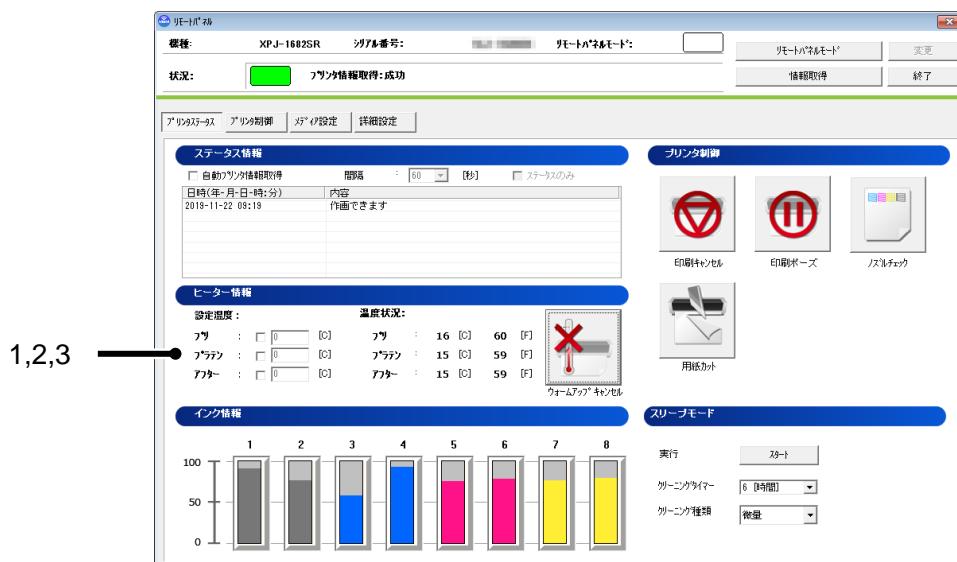 リモートパネル
機種: XPJ-1682SR シリアル番号: リモートパネルモード:
リモートパネルモード 変更
状況: プリンタ情報取得:成功
情報取得 終了
プリンタステータス プリンタ制御 メディア設定 詳細設定
ステータス情報
自動プリンタ情報取得 間隔 : 60 [秒] ステータスのみ
日時(年-月-日-時:分) 内容
2019-11-22 09:19 作画できます
プリンタ制御
印刷キャンセル 印刷ポーズ ノズルチェック
用紙カット
ヒーター情報
設定温度: 温度状況:
プリ : 0 [C] プリ : 16 [C] 60 [F]
プラテン : 0 [C] プラテン : 15 [C] 59 [F]
アフター : 0 [C] アフター : 15 [C] 59 [F]
ウォームアップキャンセル
1,2,3
インク情報
1 2 3 4 5 6 7 8
100
50
0
スリープモード
実行 スタート
クリーニングタイマー 6 [時間]
クリーニング種類 微量